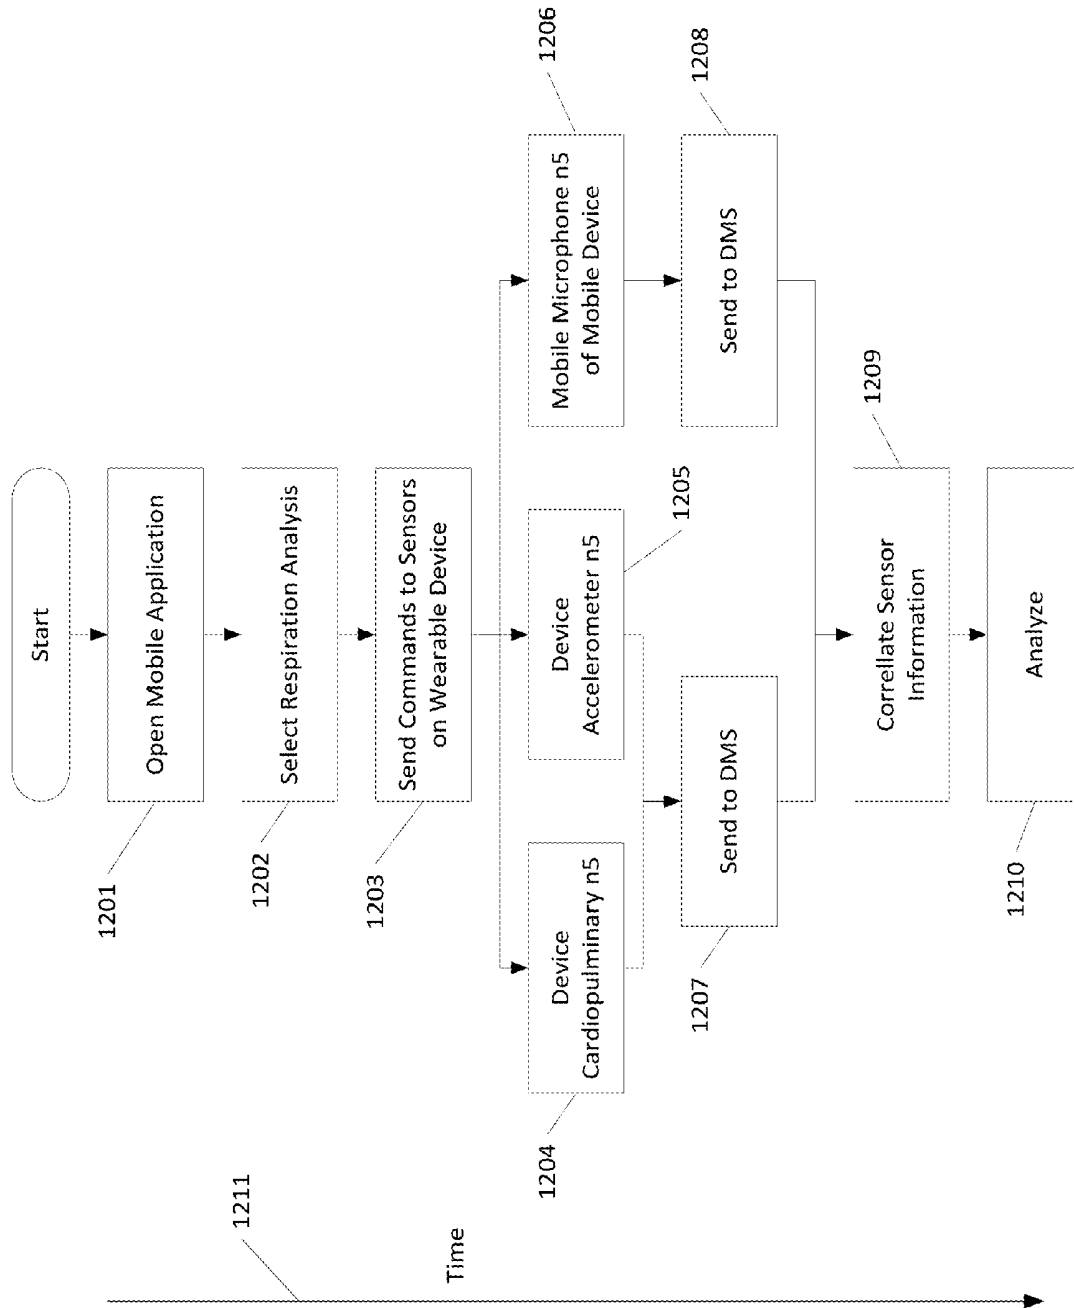 Start
Open Mobile Application
1201
Select Respiration Analysis
1202
Send Commands to Sensors
on Wearable Device
1203
Device
Cardiopulminary n5
1204
Device
Accelerometer n5
1205
Mobile Microphone n5
of Mobile Device
1206
Send to DMS
1207
Send to DMS
1208
Correllate Sensor
Information
1209
Analyze
1210
Time
1211